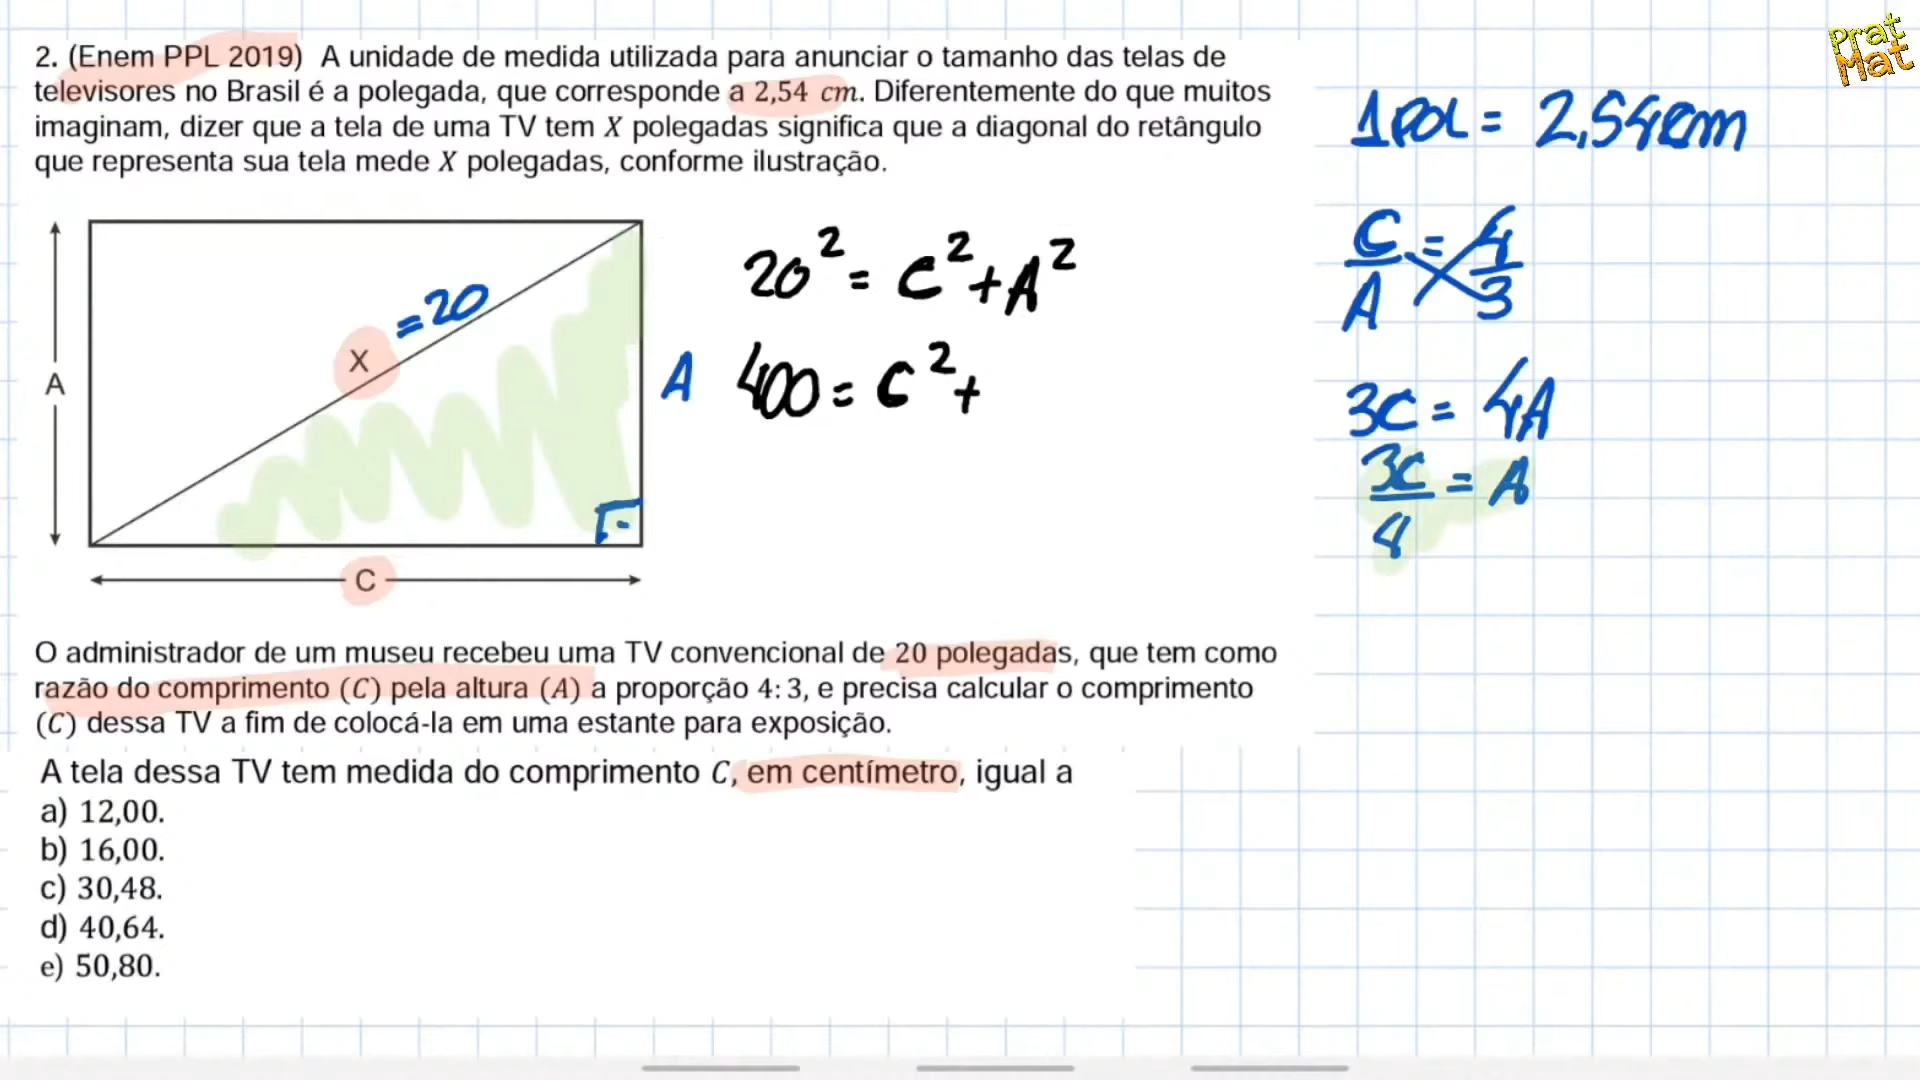 2. (Enem PPL 2019) A unidade de medida utilizada para anunciar o tamanho das telas de
televisores no Brasil é a polegada, que corresponde a 2,54 cm. Diferentemente do que muitos
imaginam, dizer que a tela de uma TV tem X polegadas significa que a diagonal do retângulo
que representa sua tela mede X polegadas, conforme ilustração.
A
X
= 20
A
C
20² = C² + A²
400 = C² +
O administrador de um museu recebeu uma TV convencional de 20 polegadas, que tem como
razão do comprimento (C) pela altura (A) a proporção 4: 3, e precisa calcular o comprimento
(C) dessa TV a fim de colocá-la em uma estante para exposição.
A tela dessa TV tem medida do comprimento C, em centímetro, igual a
a) 12,00.
b) 16,00.
c) 30,48.
d) 40,64.
e) 50,80.
Prat
Mat
1 POL = 2,54cm
C/A = 4/3
3C = 4A
3C/4 = A